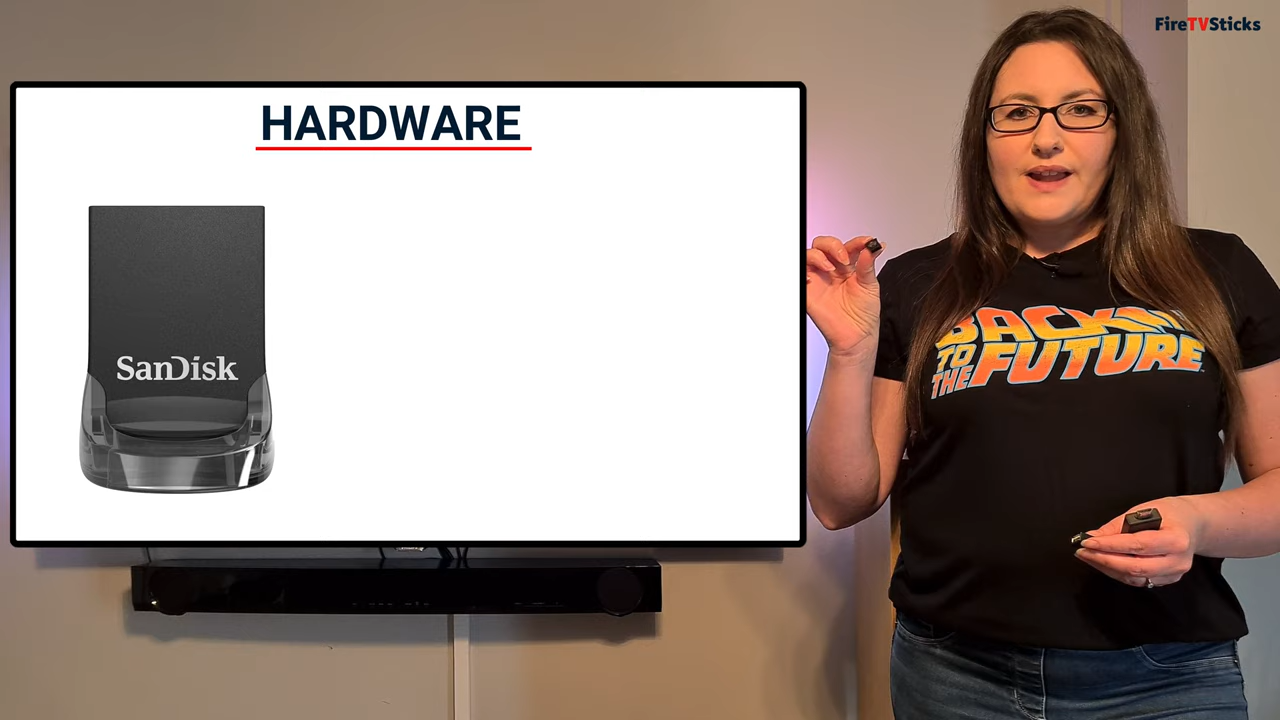 FireTVSticks
HARDWARE
SanDisk
BACK
TO
THE FUTURE